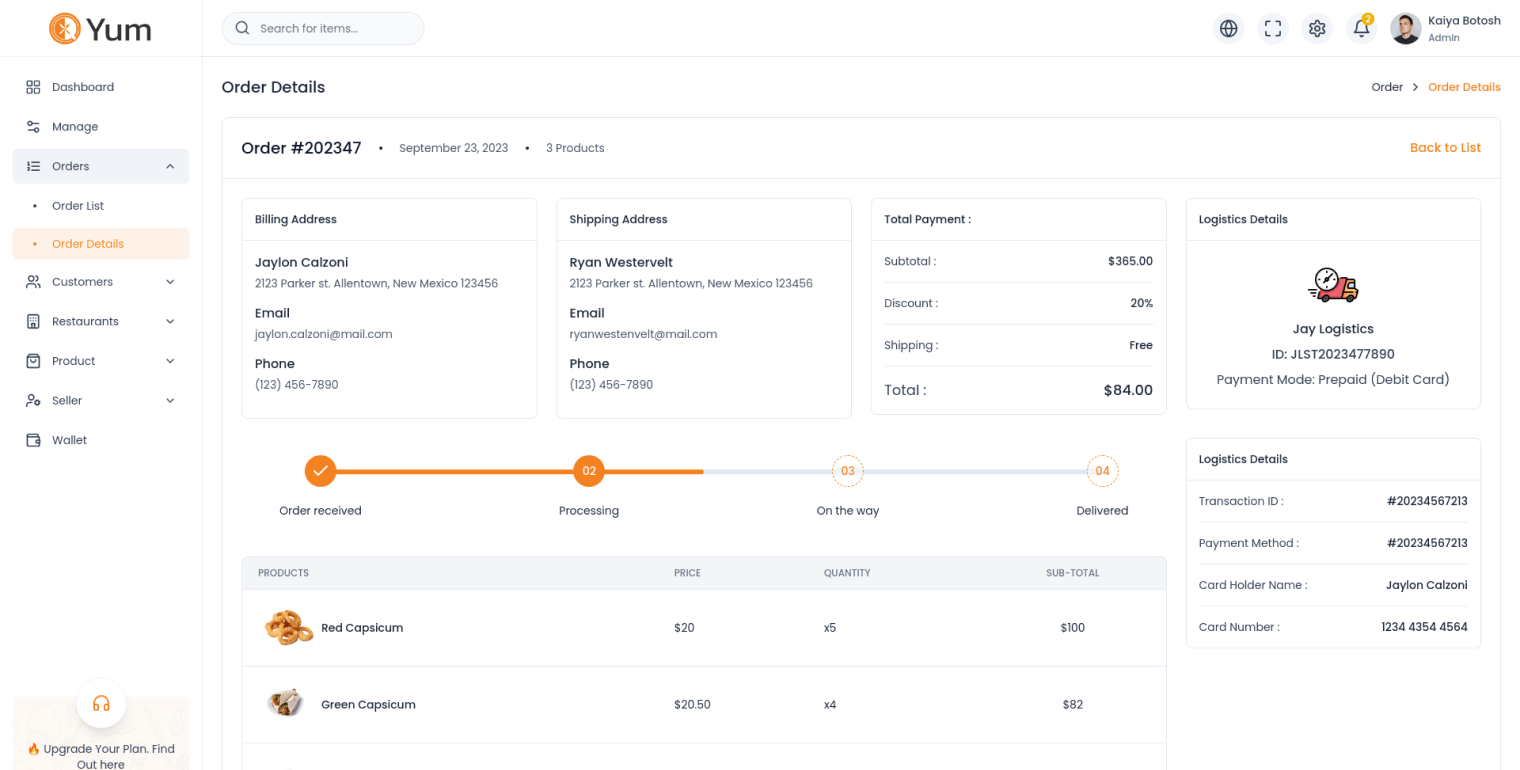 Yum
Search for items...
2
Kaiya Botosh
Admin
Dashboard
Manage
Orders
Order List
Order Details
Customers
Restaurants
Product
Seller
Wallet
🔥 Upgrade Your Plan. Find
Out here
Order Details
Order > Order Details
Order #202347 • September 23, 2023 • 3 Products
Back to List
Billing Address
Jaylon Calzoni
2123 Parker st. Allentown, New Mexico 123456
Email
jaylon.calzoni@mail.com
Phone
(123) 456-7890
Shipping Address
Ryan Westervelt
2123 Parker st. Allentown, New Mexico 123456
Email
ryanwestenvelt@mail.com
Phone
(123) 456-7890
Total Payment :
Subtotal : $365.00
Discount : 20%
Shipping : Free
Total : $84.00
Logistics Details
Jay Logistics
ID: JLST2023477890
Payment Mode: Prepaid (Debit Card)
02 03 04
Order received Processing On the way Delivered
Logistics Details
Transaction ID : #20234567213
Payment Method : #20234567213
Card Holder Name : Jaylon Calzoni
Card Number : 1234 4354 4564
PRODUCTS PRICE QUANTITY SUB-TOTAL
Red Capsicum $20 x5 $100
Green Capsicum $20.50 x4 $82